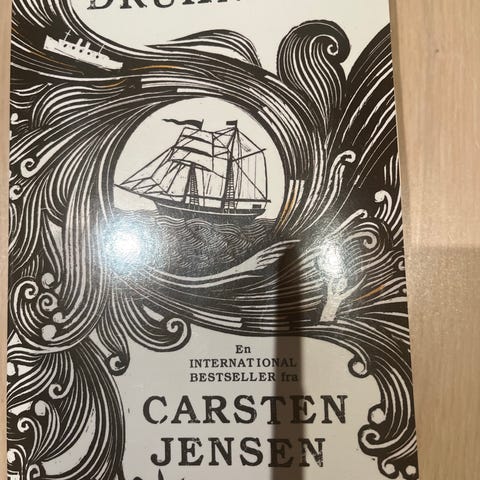 En
INTERNATIONAL
BESTSELLER fra
CARSTEN
JENSEN